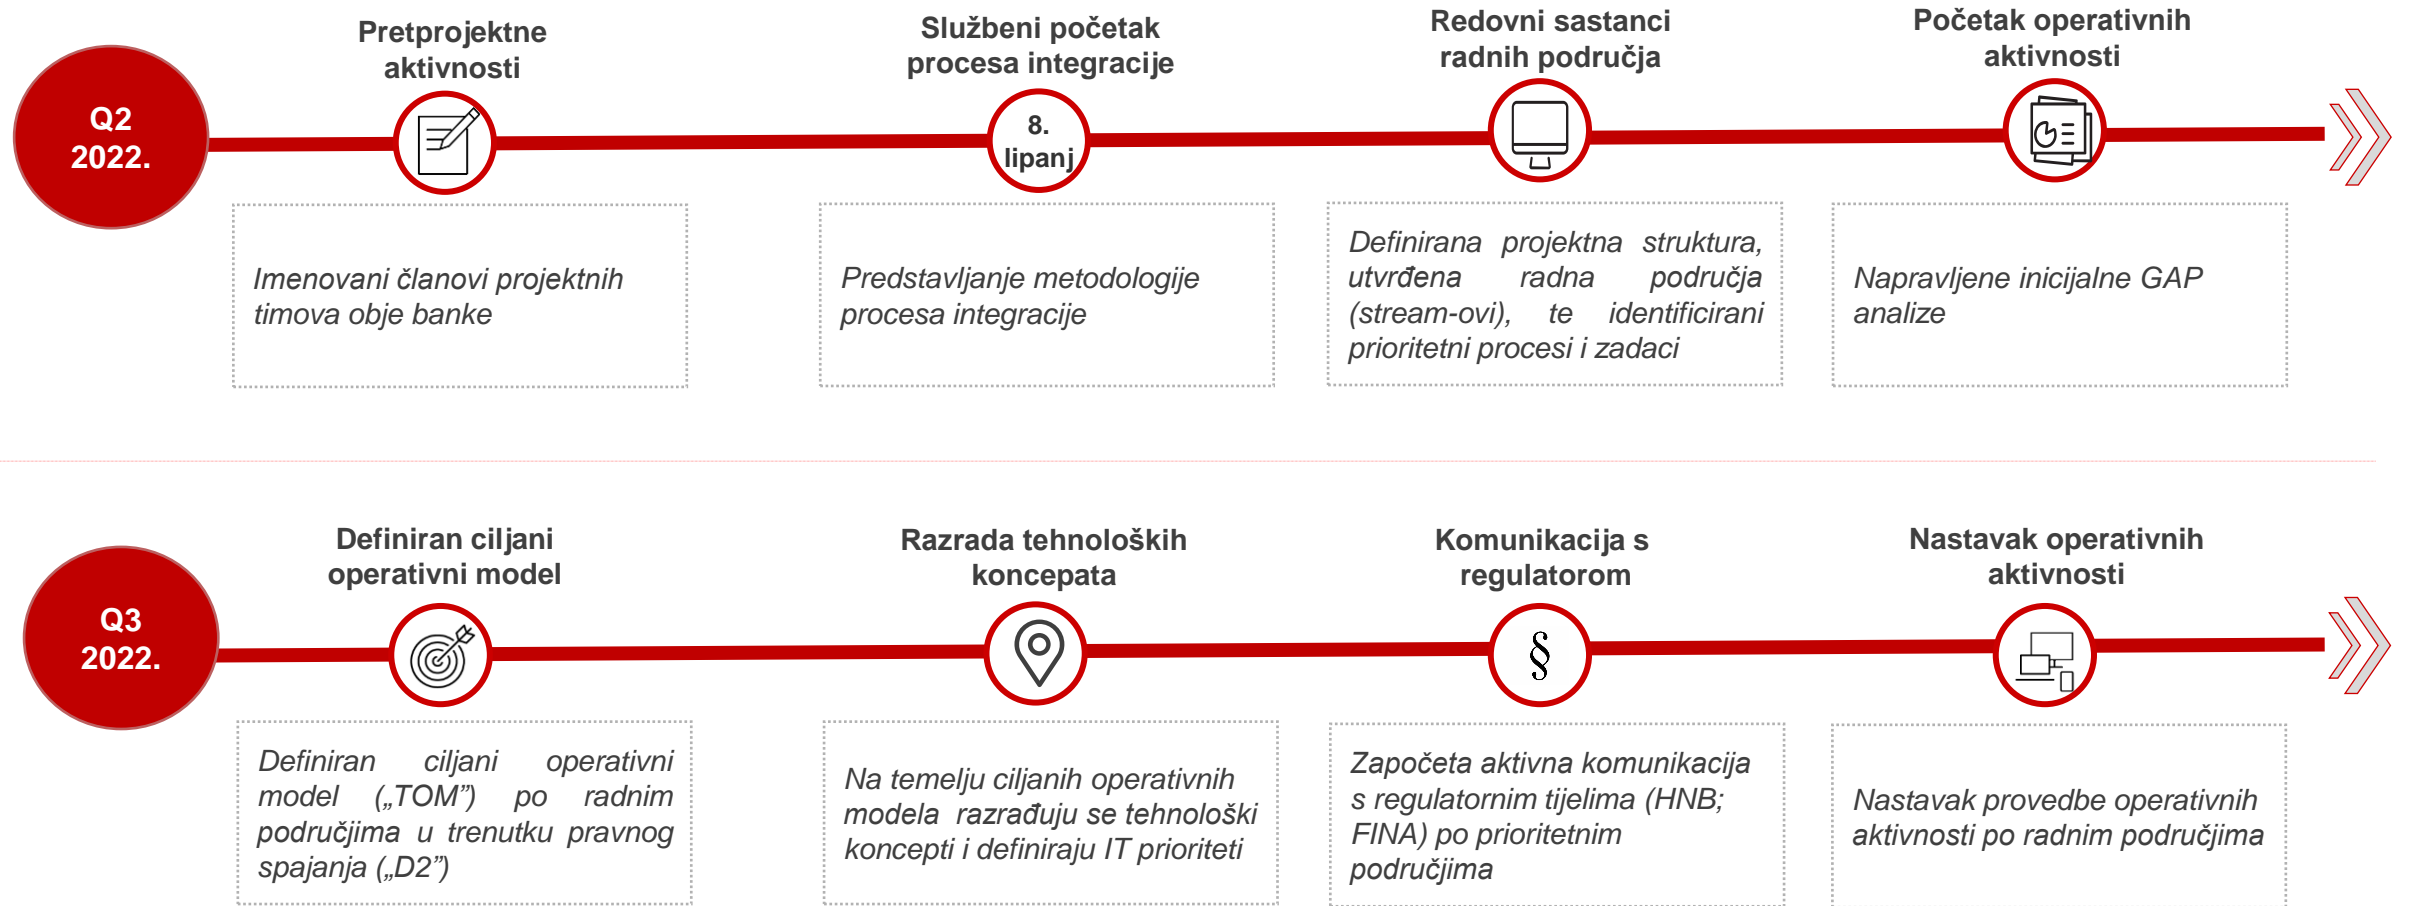 Q2
2022.
Pretprojektne
aktivnosti
Imenovani članovi projektnih
timova obje banke
Službeni početak
procesa integracije
8.
lipanj
Predstavljanje metodologije
procesa integracije
Redovni sastanci
radnih područja
Definirana projektna struktura,
utvrđena radna područja
(stream-ovi), te identificirani
prioritetni procesi i zadaci
Početak operativnih
aktivnosti
Napravljene inicijalne GAP
analize
Q3
2022.
Definiran ciljani
operativni model
Definiran ciljani operativni
model („TOM”) po radnim
područjima u trenutku pravnog
spajanja („D2”)
Razrada tehnoloških
koncepata
Na temelju ciljanih operativnih
modela razrađuju se tehnološki
koncepti i definiraju IT prioriteti
Komunikacija s
regulatorom
§
Započeta aktivna komunikacija
s regulatornim tijelima (HNB;
FINA) po prioritetnim
područjima
Nastavak operativnih
aktivnosti
Nastavak provedbe operativnih
aktivnosti po radnim područjima